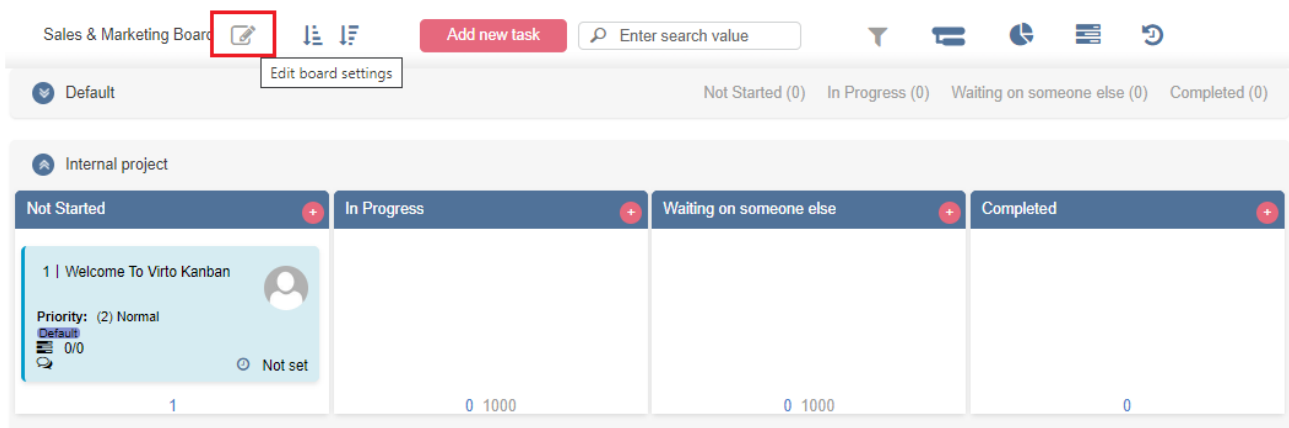 Sales & Marketing Board Add new task Enter search value
Edit board settings
Default Not Started (0) In Progress (0) Waiting on someone else (0) Completed (0)
Internal project
Not Started + In Progress + Waiting on someone else + Completed +
1 | Welcome To Virto Kanban
Priority: (2) Normal
Default
0/0
Not set
1 0 1000 0 1000 0